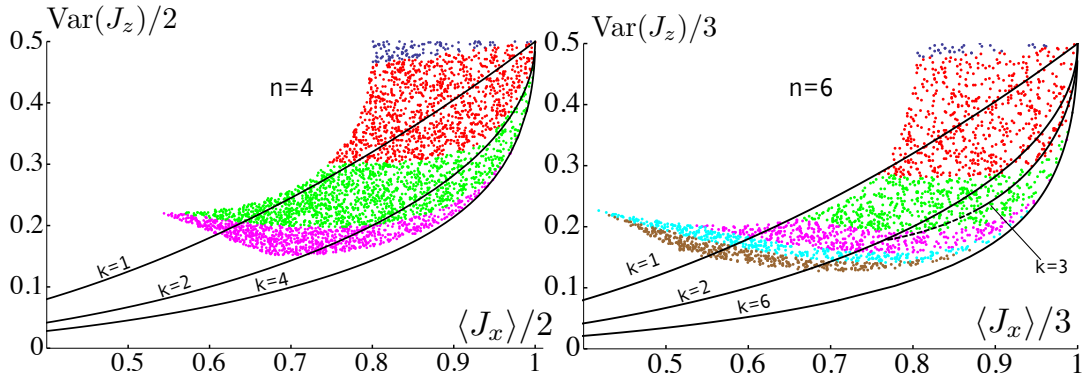 Var(J_z)/2
0.5
0.4
0.3
0.2
0.1
0
n=4
k=1
k=2
k=4
⟨J_x⟩/2
0.5 0.6 0.7 0.8 0.9 1
Var(J_z)/3
0.5
0.4
0.3
0.2
0.1
0
n=6
k=1
k=2
k=6
k=3
⟨J_x⟩/3
0.5 0.6 0.7 0.8 0.9 1